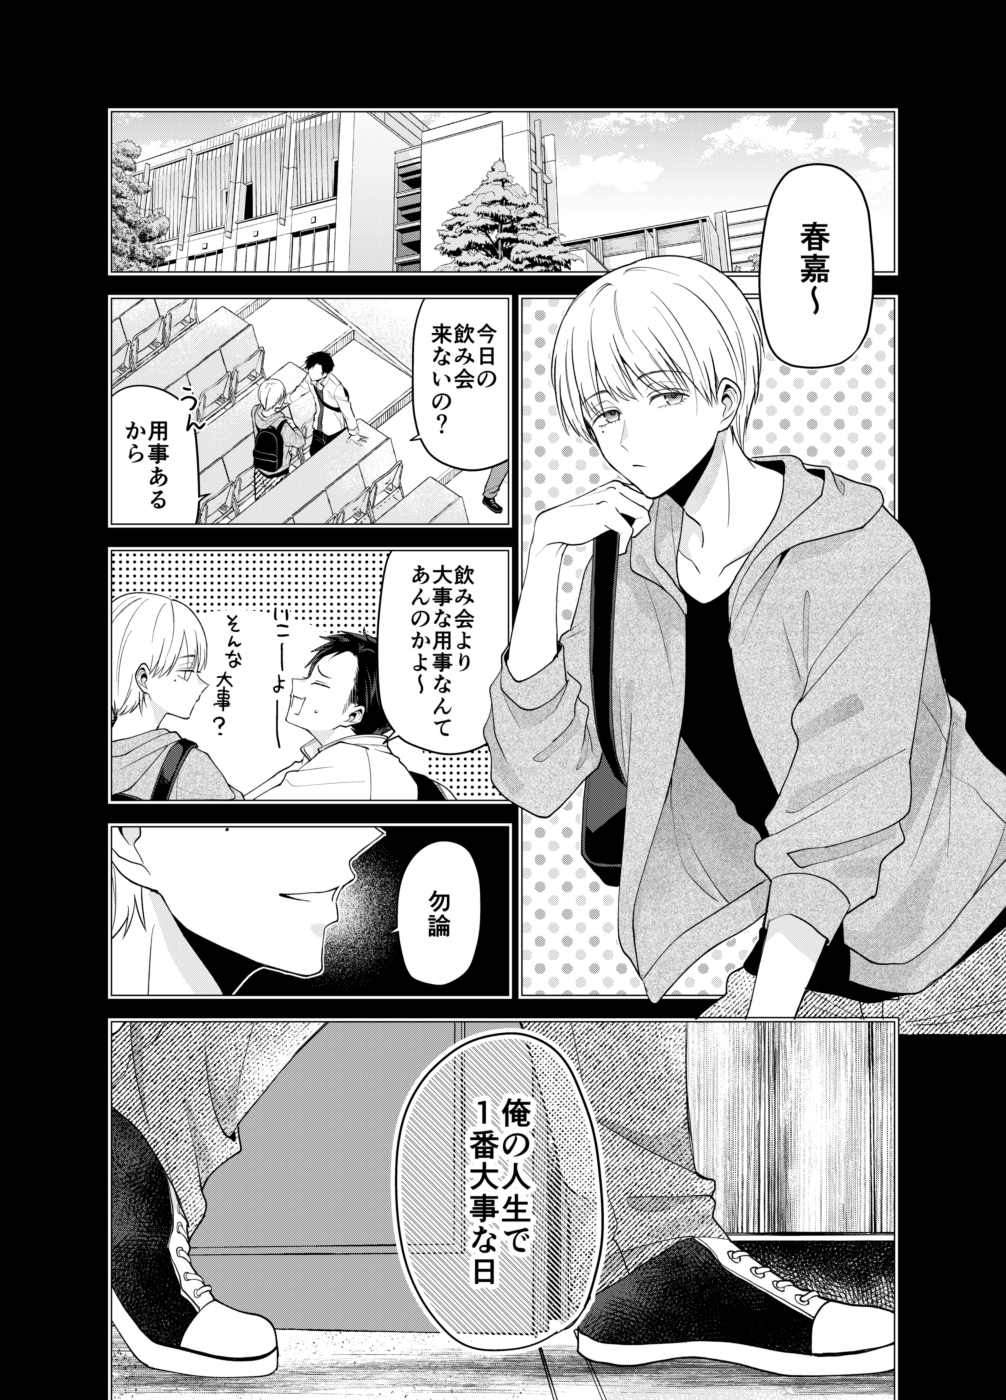 春嘉～
今日の
飲み会
来ないの？
うん
用事ある
から
飲み会より
大事な用事なんて
あんのかよ～
いこーーよー
そんな大事？
勿論
俺の人生で
１番大事な日